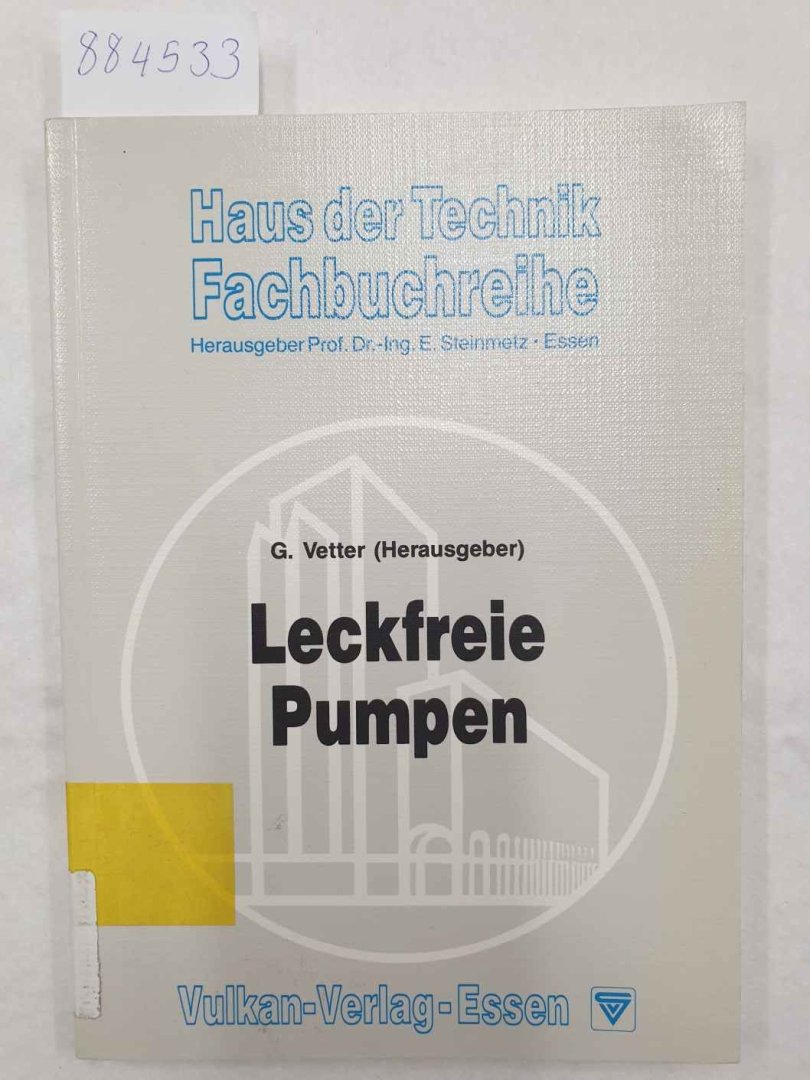 884533
Haus der Technik
Fachbuchreihe
Herausgeber Prof. Dr.-Ing. E. Steinmetz · Essen
G. Vetter (Herausgeber)
Leckfreie
Pumpen
Vulkan-Verlag-Essen